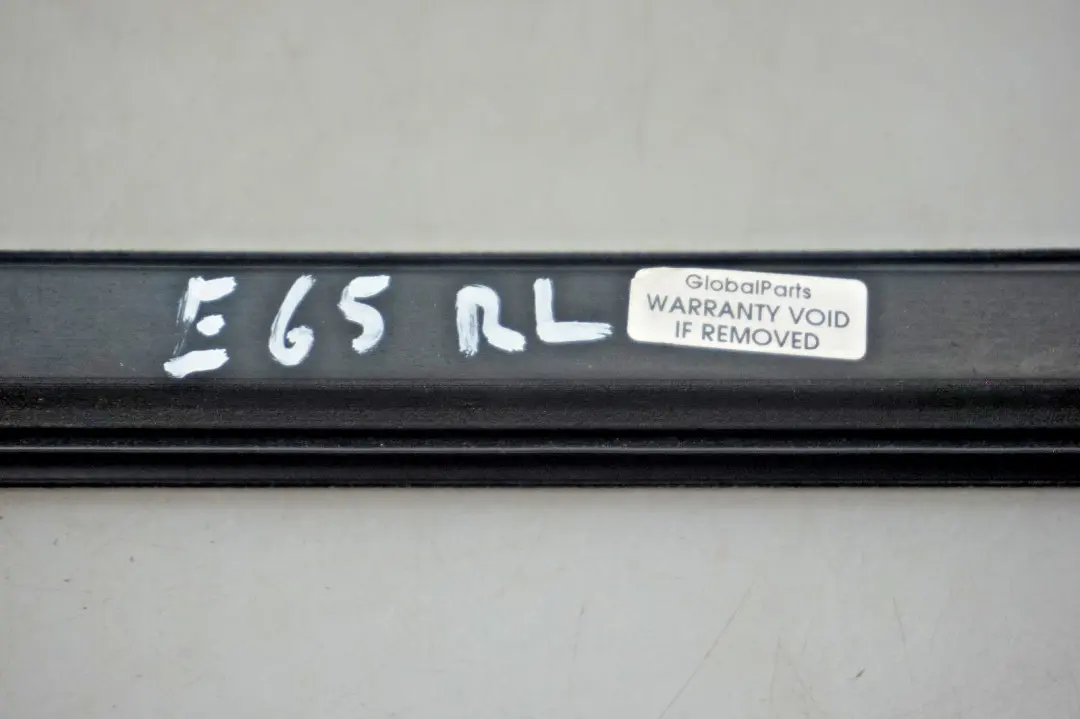 E65 RL
GlobalParts
WARRANTY VOID
IF REMOVED